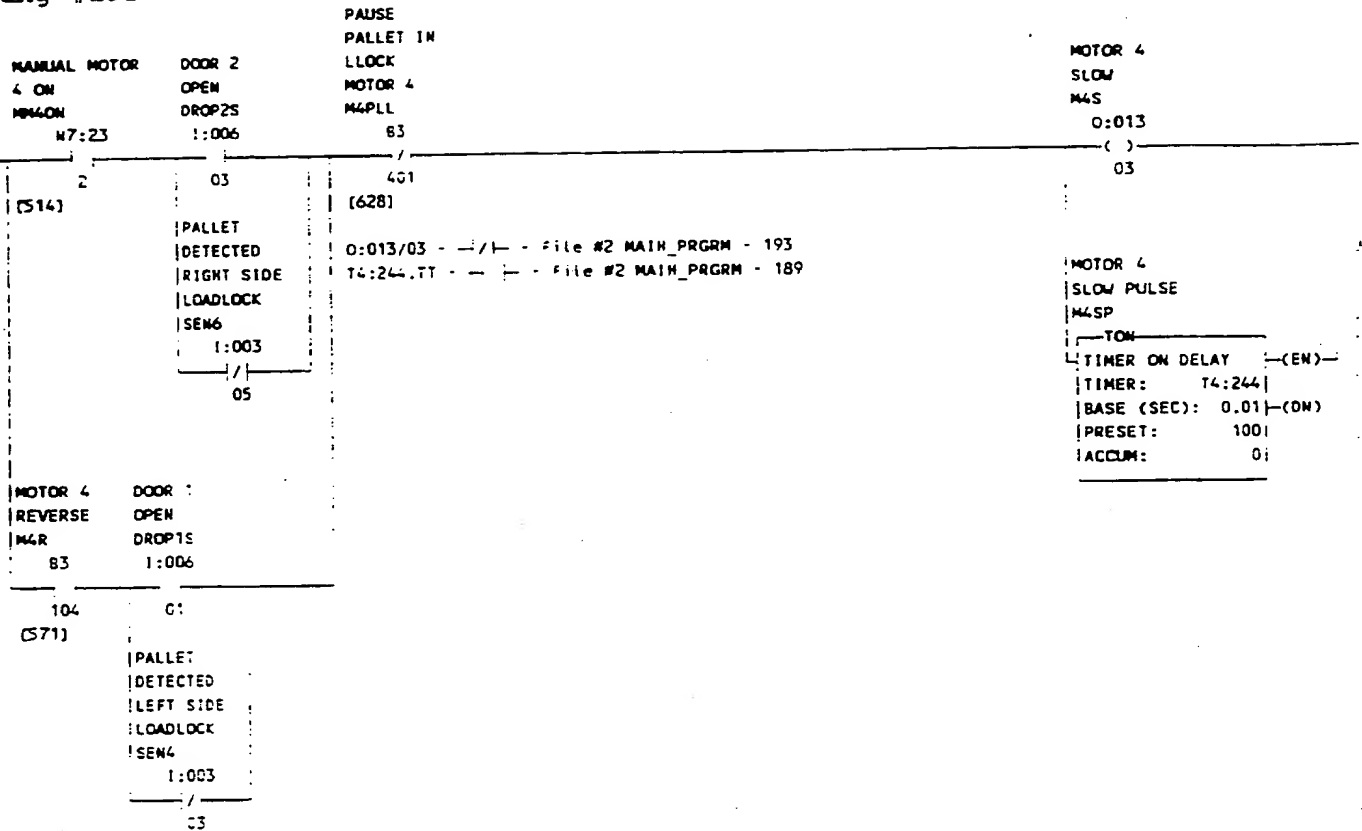 PAUSE
PALLET IN
LLOCK
MOTOR 4
M4PLL
B3
401
[628]
MANUAL MOTOR
4 ON
MM4ON
N7:23
2
[514]
DOOR 2
OPEN
DROP2S
I:006
03
MOTOR 4
SLOW
M4S
O:013
03
PALLET
DETECTED
RIGHT SIDE
LOADLOCK
SEN6
I:003
05
O:013/03 - —/— - File #2 MAIN_PRGRM - 193
T4:244.TT - — — - File #2 MAIN_PRGRM - 189
MOTOR 4
SLOW PULSE
M4SP
TON
TIMER ON DELAY (EN)
TIMER: T4:244
BASE (SEC): 0.01 (DN)
PRESET: 100
ACCUM: 0
MOTOR 4
REVERSE
M4R
B3
104
[571]
DOOR
OPEN
DROP1S
I:006
01
PALLET
DETECTED
LEFT SIDE
LOADLOCK
SEN4
I:003
03